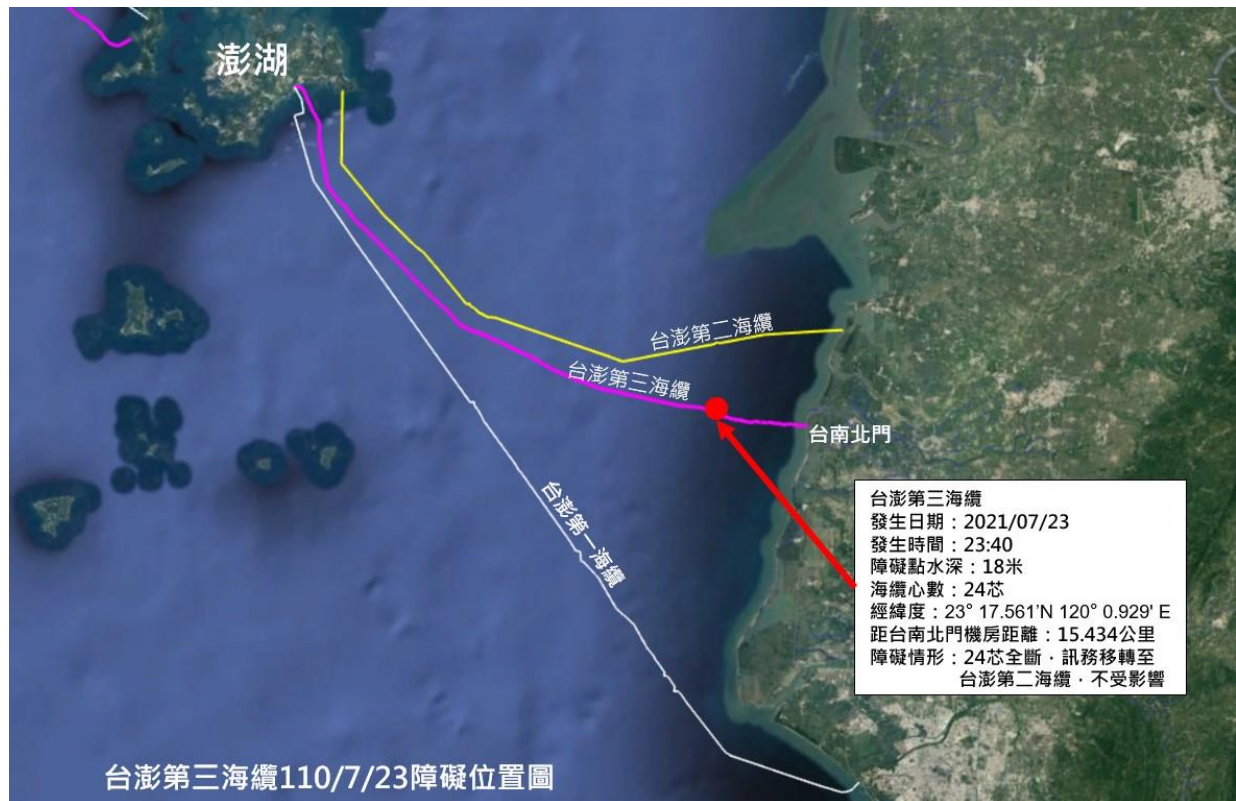 澎湖
台澎第二海纜
台澎第三海纜
台南北門
台澎第一海纜
台澎第三海纜
發生日期：2021/07/23
發生時間：23:40
障礙點水深：18米
海纜心數：24芯
經緯度：23° 17.561'N 120° 0.929' E
距台南北門機房距離：15.434公里
障礙情形：24芯全斷，訊務移轉至
台澎第二海纜，不受影響
台澎第三海纜110/7/23障礙位置圖